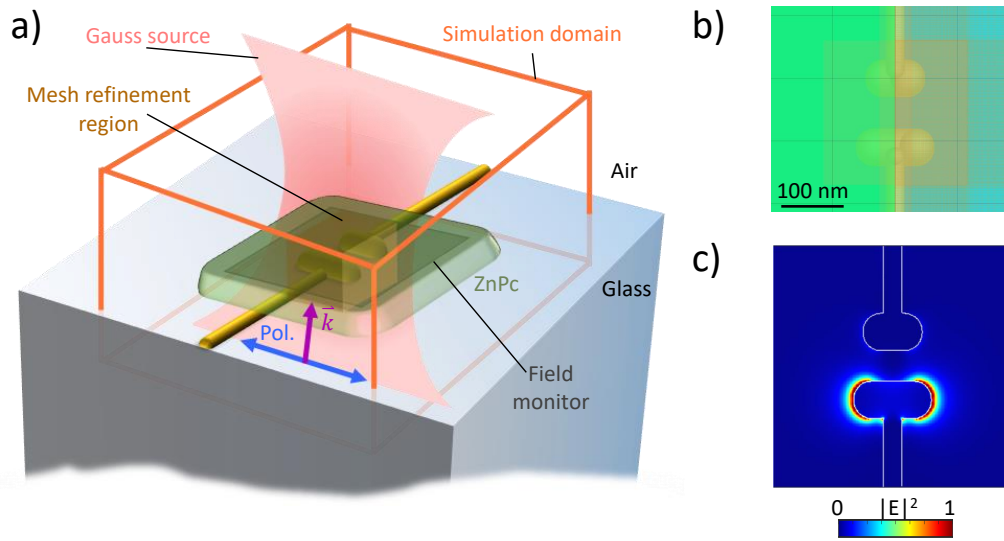 a)
Gauss source
Simulation domain
Mesh refinement
region
Air
ZnPc
Glass
k
Pol.
Field
monitor
b)
100 nm
c)
0 |E|² 1